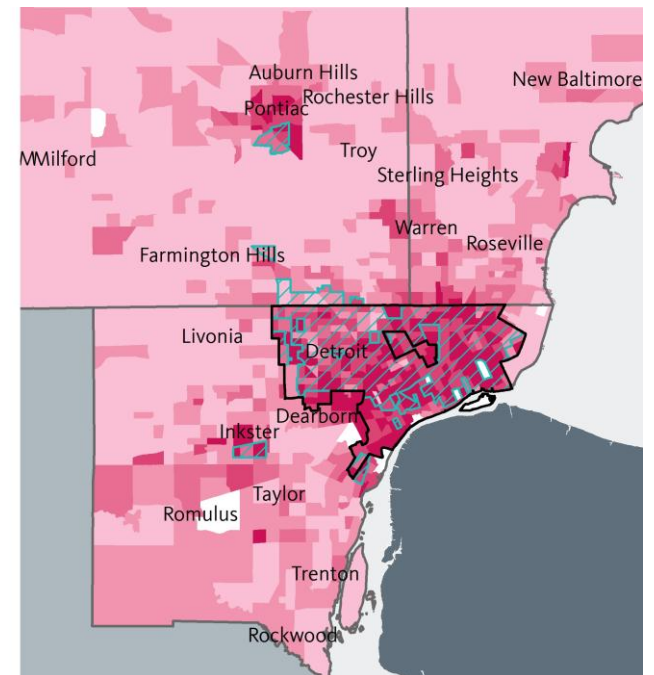 Auburn Hills
New Baltimore
Rochester Hills
Pontiac
Troy
MMilford
Sterling Heights
Warren
Roseville
Farmington Hills
Livonia
Detroit
Dearborn
Inkster
Taylor
Romulus
Trenton
Rockwood